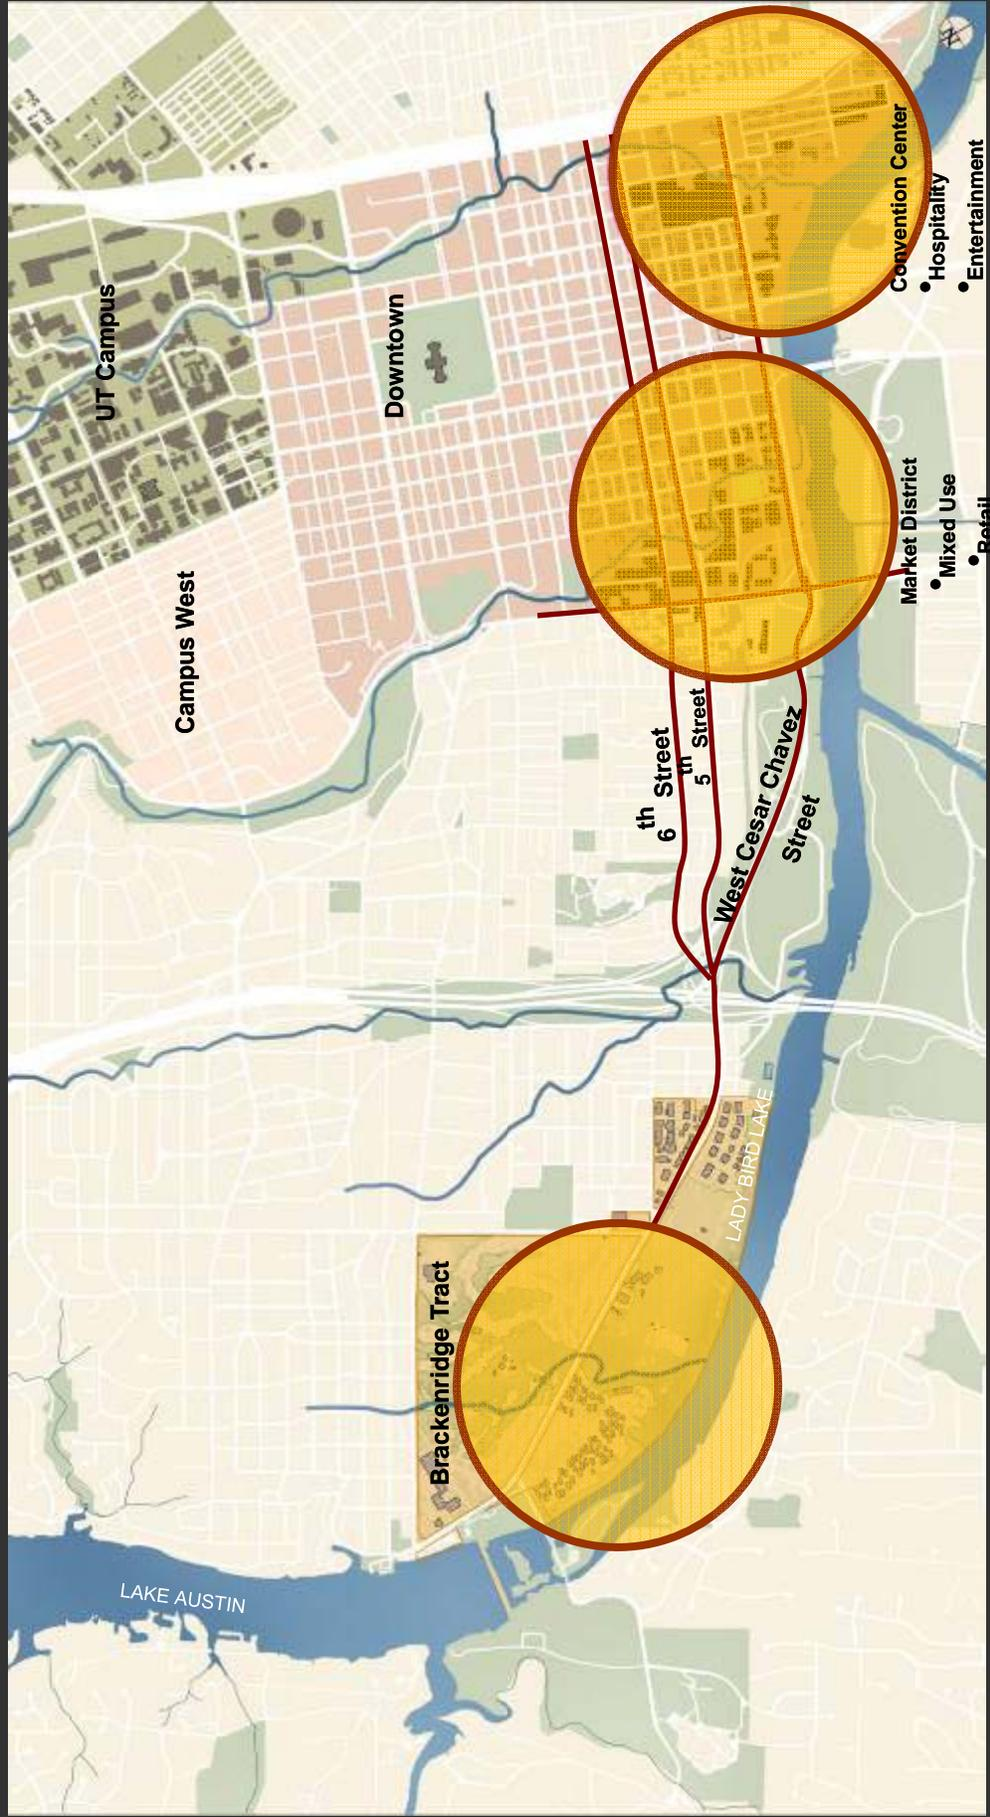 UT Campus
Campus West
Downtown
Convention Center
• Hospitality
• Entertainment
Market District
• Mixed Use
• Retail
6th Street
5th Street
West Cesar Chavez
Street
LADY BIRD LAKE
Brackenridge Tract
LAKE AUSTIN